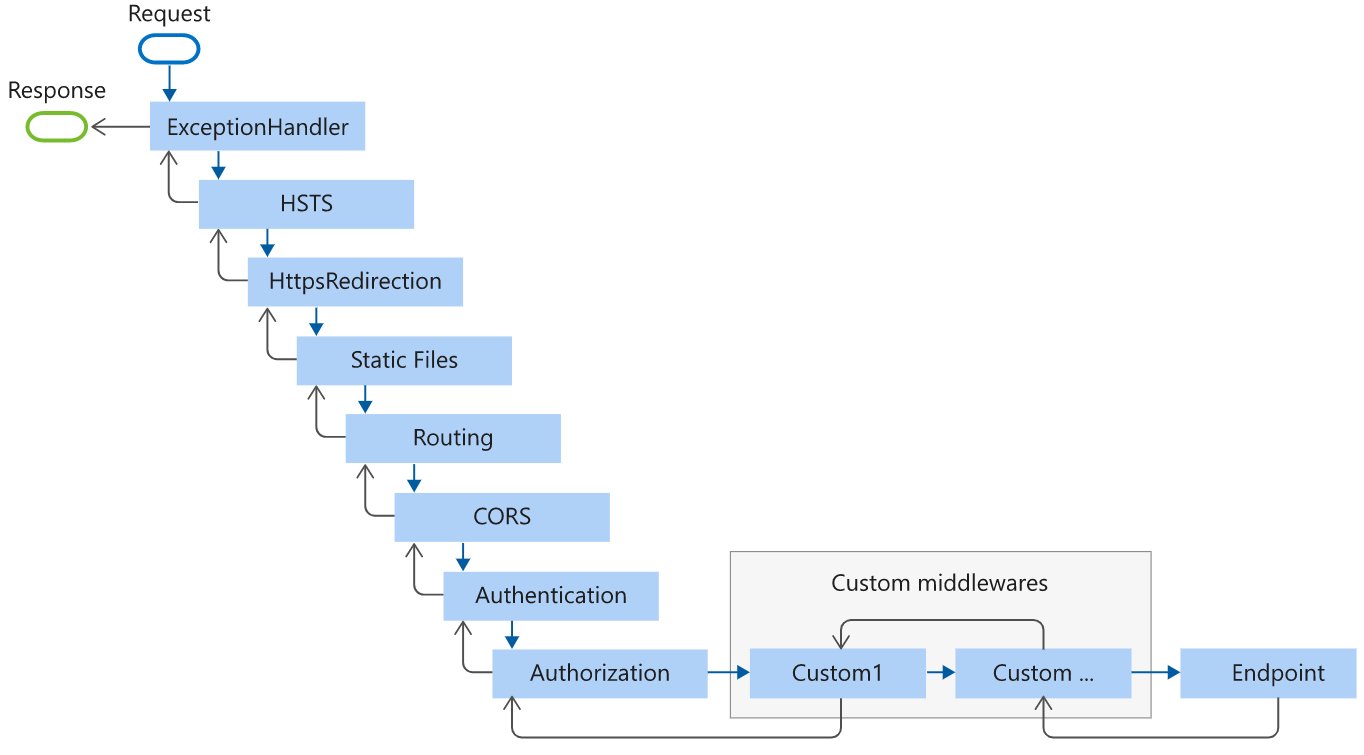 Request
Response
ExceptionHandler
HSTS
HttpsRedirection
Static Files
Routing
CORS
Authentication
Custom middlewares
Authorization
Custom1
Custom ...
Endpoint